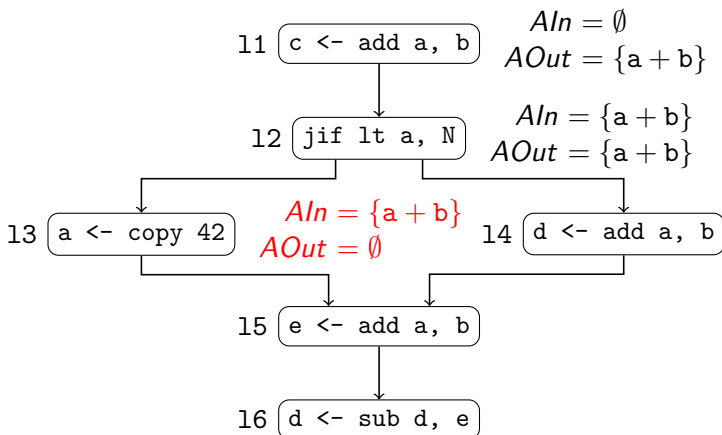 l1 c <- add a, b
AIn = ∅
AOut = {a + b}
l2 jif lt a, N
AIn = {a + b}
AOut = {a + b}
l3 a <- copy 42
AIn = {a + b}
AOut = ∅
l4 d <- add a, b
l5 e <- add a, b
l6 d <- sub d, e